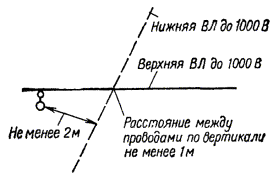 Нижняя ВЛ до 1000 В
Верхняя ВЛ до 1000 В
Не менее 2м
Расстояние между
проводами по вертикали
не менее 1м